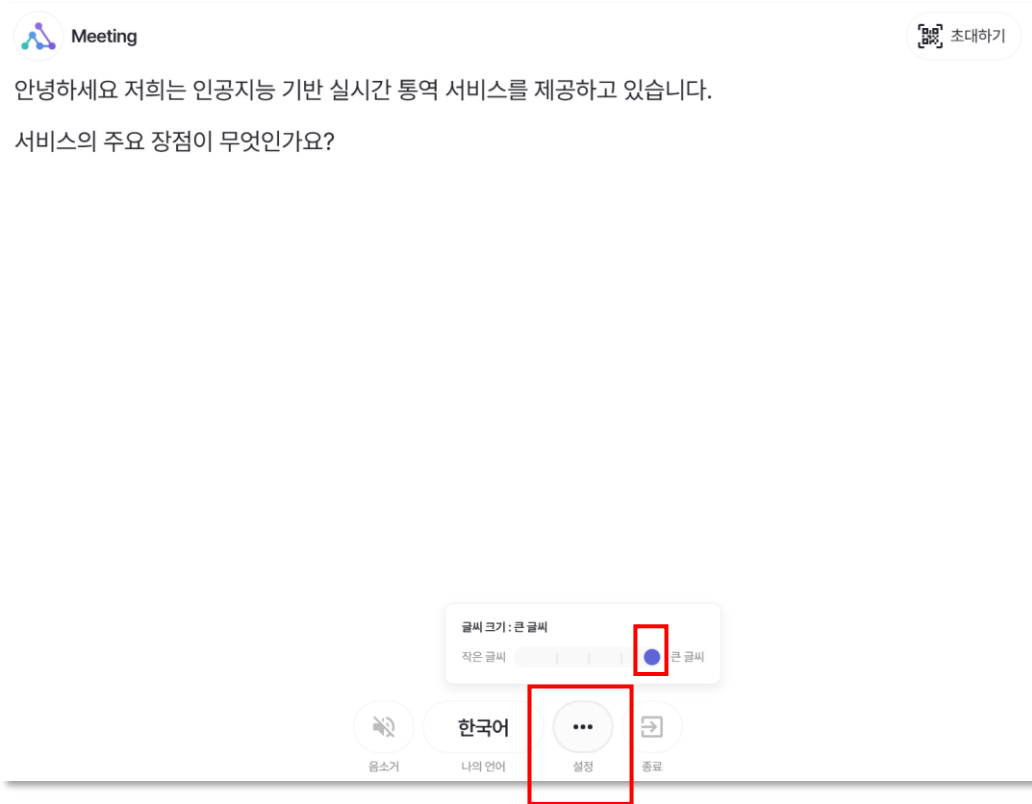 Meeting
초대하기
안녕하세요 저희는 인공지능 기반 실시간 통역 서비스를 제공하고 있습니다.
서비스의 주요 장점이 무엇인가요?
글씨 크기 : 큰 글씨
작은 글씨 큰 글씨
한국어
음소거 나의 언어 설정 종료